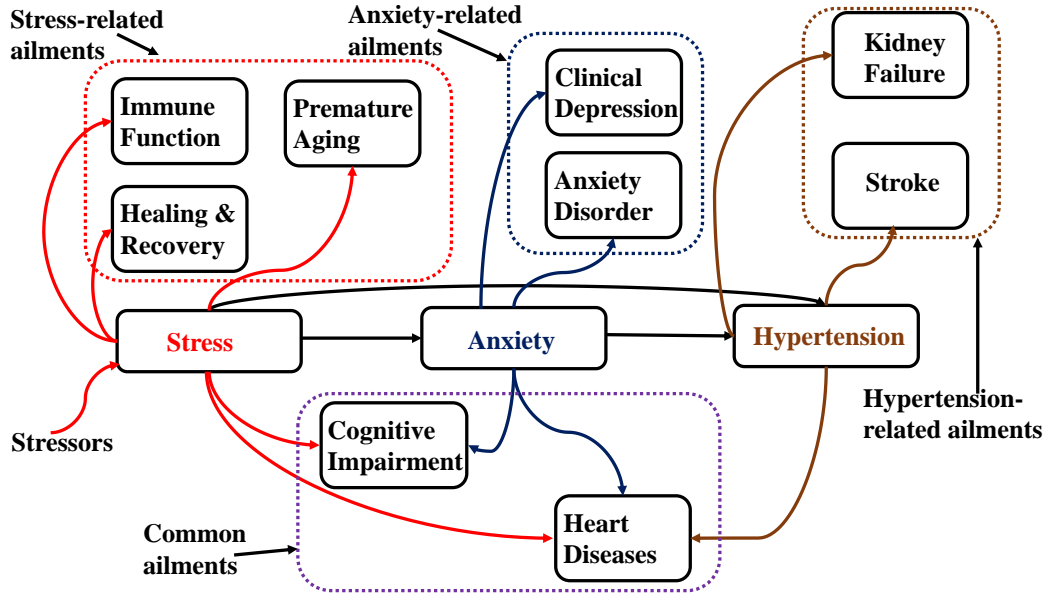 Stress-related
ailments
Anxiety-related
ailments
Kidney
Failure
Clinical
Depression
Immune
Function
Premature
Aging
Anxiety
Disorder
Stroke
Healing &
Recovery
Stress
Anxiety
Hypertension
Stressors
Cognitive
Impairment
Hypertension-
related ailments
Common
ailments
Heart
Diseases